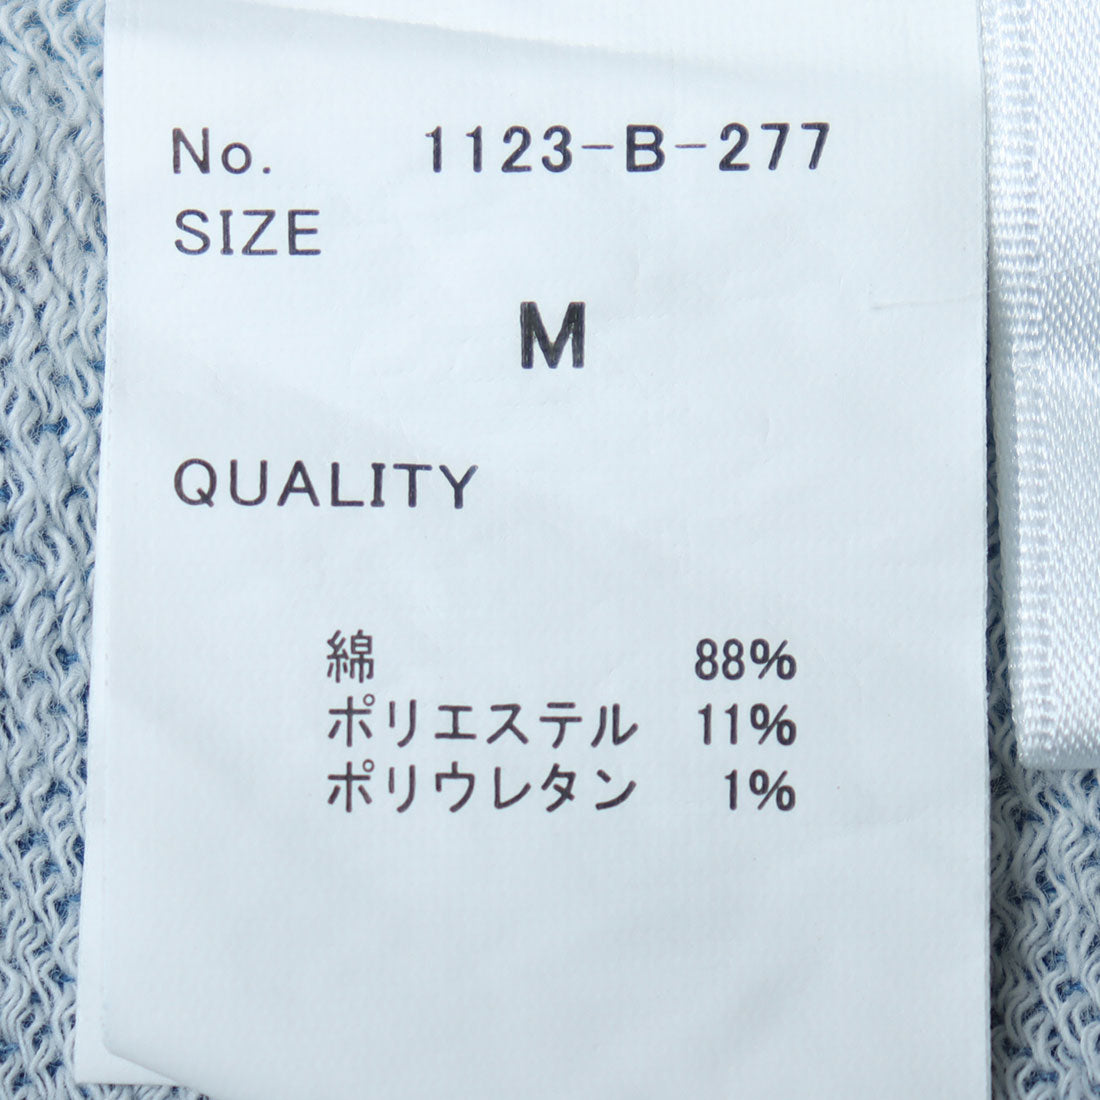 No. 1123-B-277
SIZE
M
QUALITY
綿 88%
ポリエステル 11%
ポリウレタン 1%